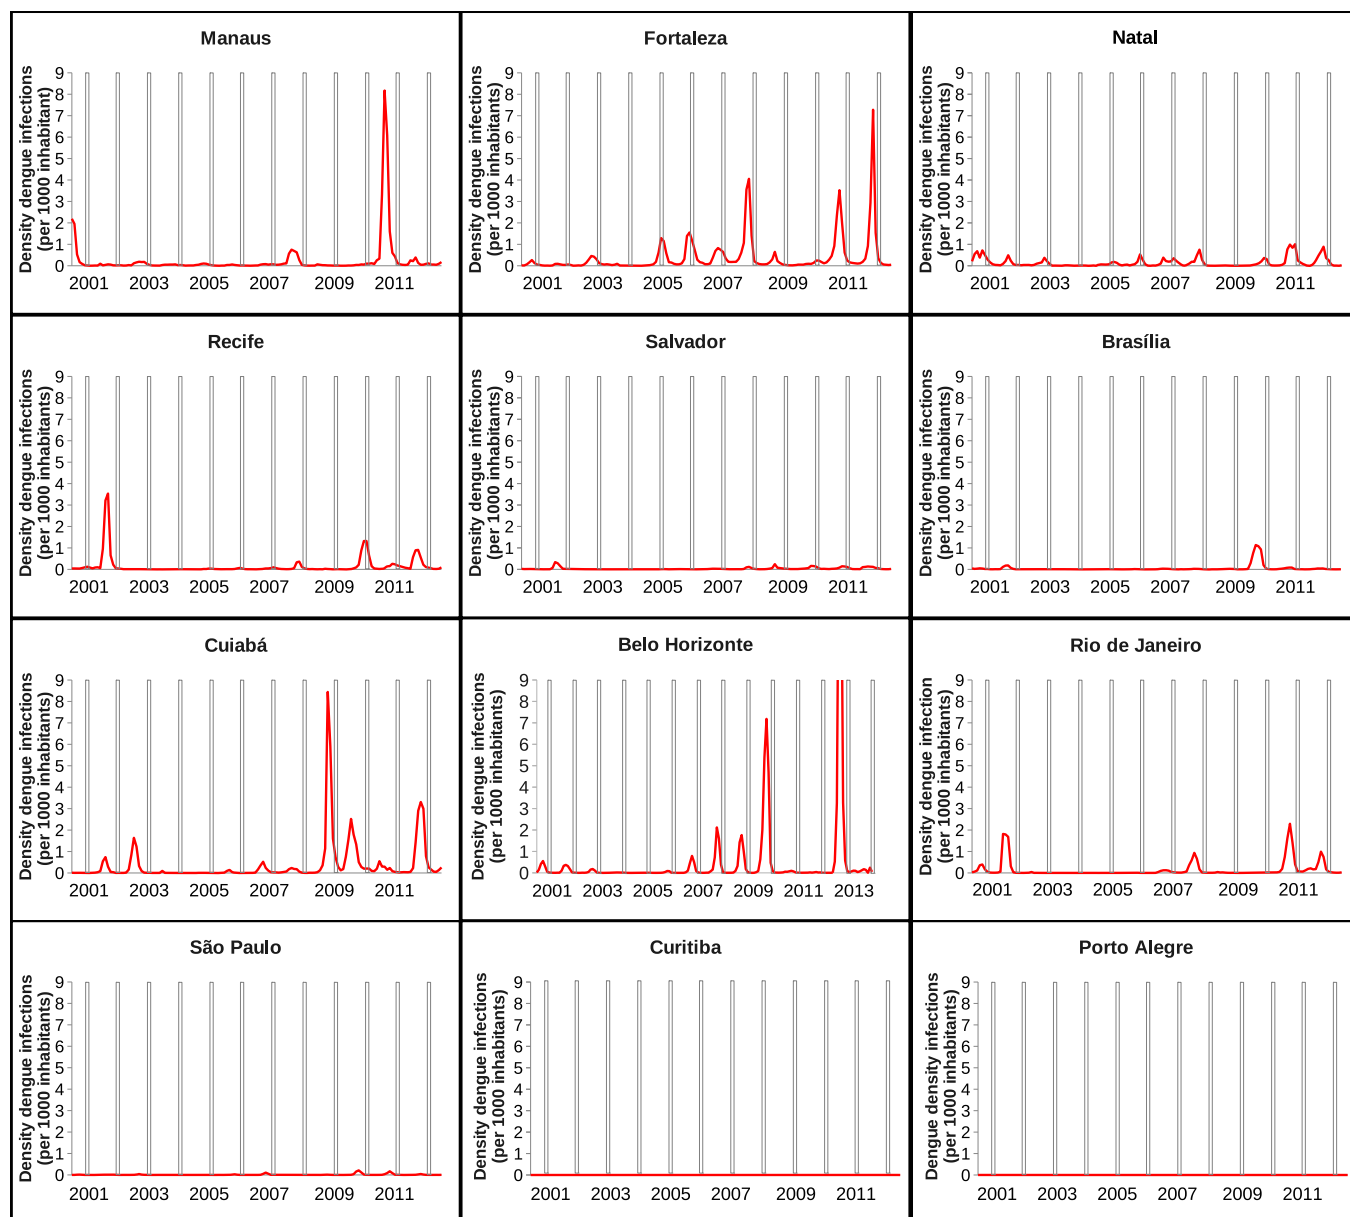 Manaus
Density dengue infections
(per 1000 inhabitant)
9
8
7
6
5
4
3
2
1
0
2001 2003 2005 2007 2009 2011
Fortaleza
Density dengue infections
(per 1000 inhabitants)
9
8
7
6
5
4
3
2
1
0
2001 2003 2005 2007 2009 2011
Natal
Density dengue infections
(per 1000 inhabitants)
9
8
7
6
5
4
3
2
1
0
2001 2003 2005 2007 2009 2011
Recife
Density dengue infections
(per 1000 inhabitants)
9
8
7
6
5
4
3
2
1
0
2001 2003 2005 2007 2009 2011
Salvador
Density dengue infections
(per 1000 inhabitants)
9
8
7
6
5
4
3
2
1
0
2001 2003 2005 2007 2009 2011
Brasília
Density dengue infections
(per 1000 inhabitants)
9
8
7
6
5
4
3
2
1
0
2001 2003 2005 2007 2009 2011
Cuiabá
Density dengue infections
(per 1000 inhabitants)
9
8
7
6
5
4
3
2
1
0
2001 2003 2005 2007 2009 2011
Belo Horizonte
Density dengue infections
(per 1000 inhabitants)
9
8
7
6
5
4
3
2
1
0
2001 2003 2005 2007 2009 2011 2013
Rio de Janeiro
Density dengue infection
(per 1000 inhabitants)
9
8
7
6
5
4
3
2
1
0
2001 2003 2005 2007 2009 2011
São Paulo
Density dengue infections
(per 1000 inhabitants)
9
8
7
6
5
4
3
2
1
0
2001 2003 2005 2007 2009 2011
Curitiba
Density dengue infections
(per 1000 inhabitants)
9
8
7
6
5
4
3
2
1
0
2001 2003 2005 2007 2009 2011
Porto Alegre
Dengue density infections
(per 1000 inhabitants)
9
8
7
6
5
4
3
2
1
0
2001 2003 2005 2007 2009 2011